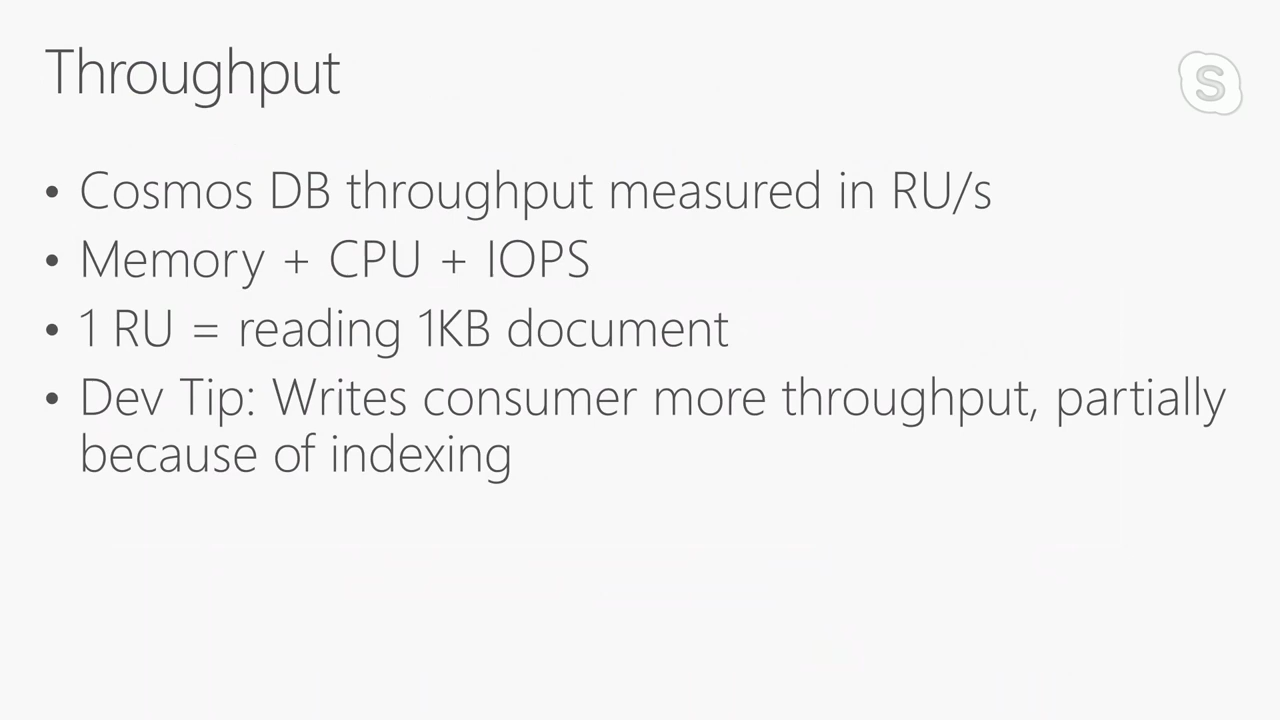 Throughput
S
• Cosmos DB throughput measured in RU/s
• Memory + CPU + IOPS
• 1 RU = reading 1KB document
• Dev Tip: Writes consumer more throughput, partially
because of indexing